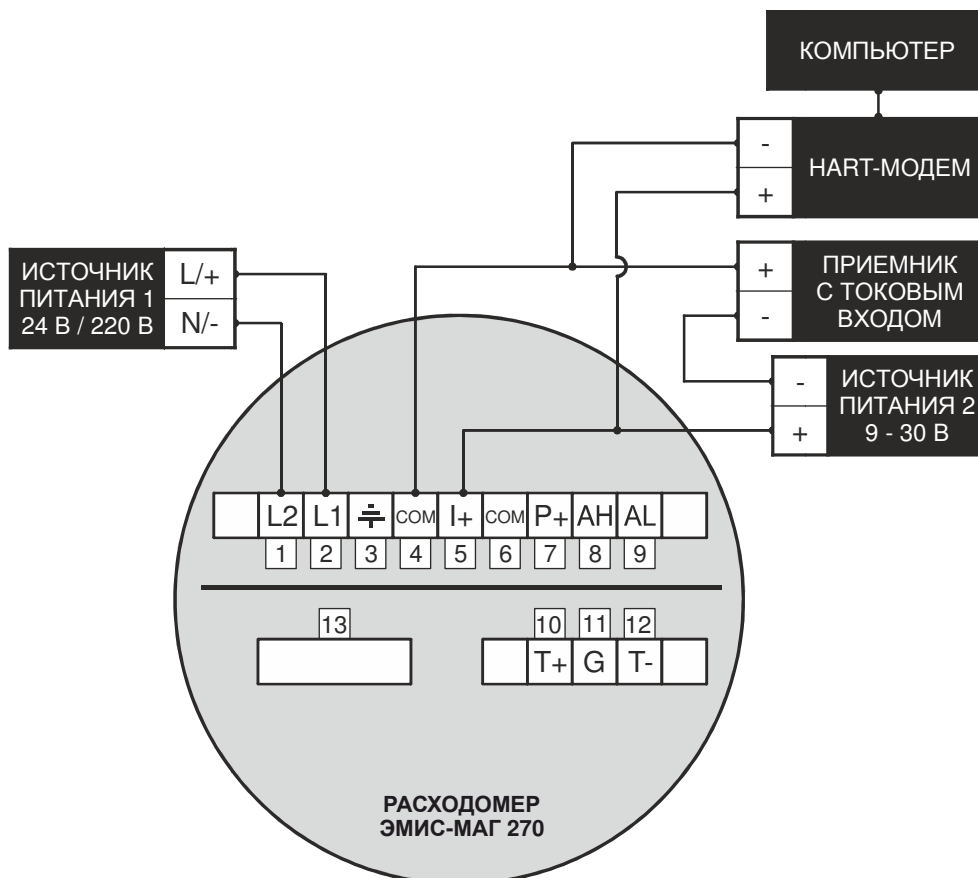 КОМПЬЮТЕР
-
HART-МОДЕМ
+
ИСТОЧНИК
ПИТАНИЯ 1
24 В / 220 В
L/+
N/-
+
-
ПРИЕМНИК
С ТОКОВЫМ
ВХОДОМ
-
+
ИСТОЧНИК
ПИТАНИЯ 2
9 - 30 В
L2 L1 COM I+ COM P+ AH AL
1 2 3 4 5 6 7 8 9
13 10 11 12
T+ G T-
РАСХОДОМЕР
ЭМИС-МАГ 270